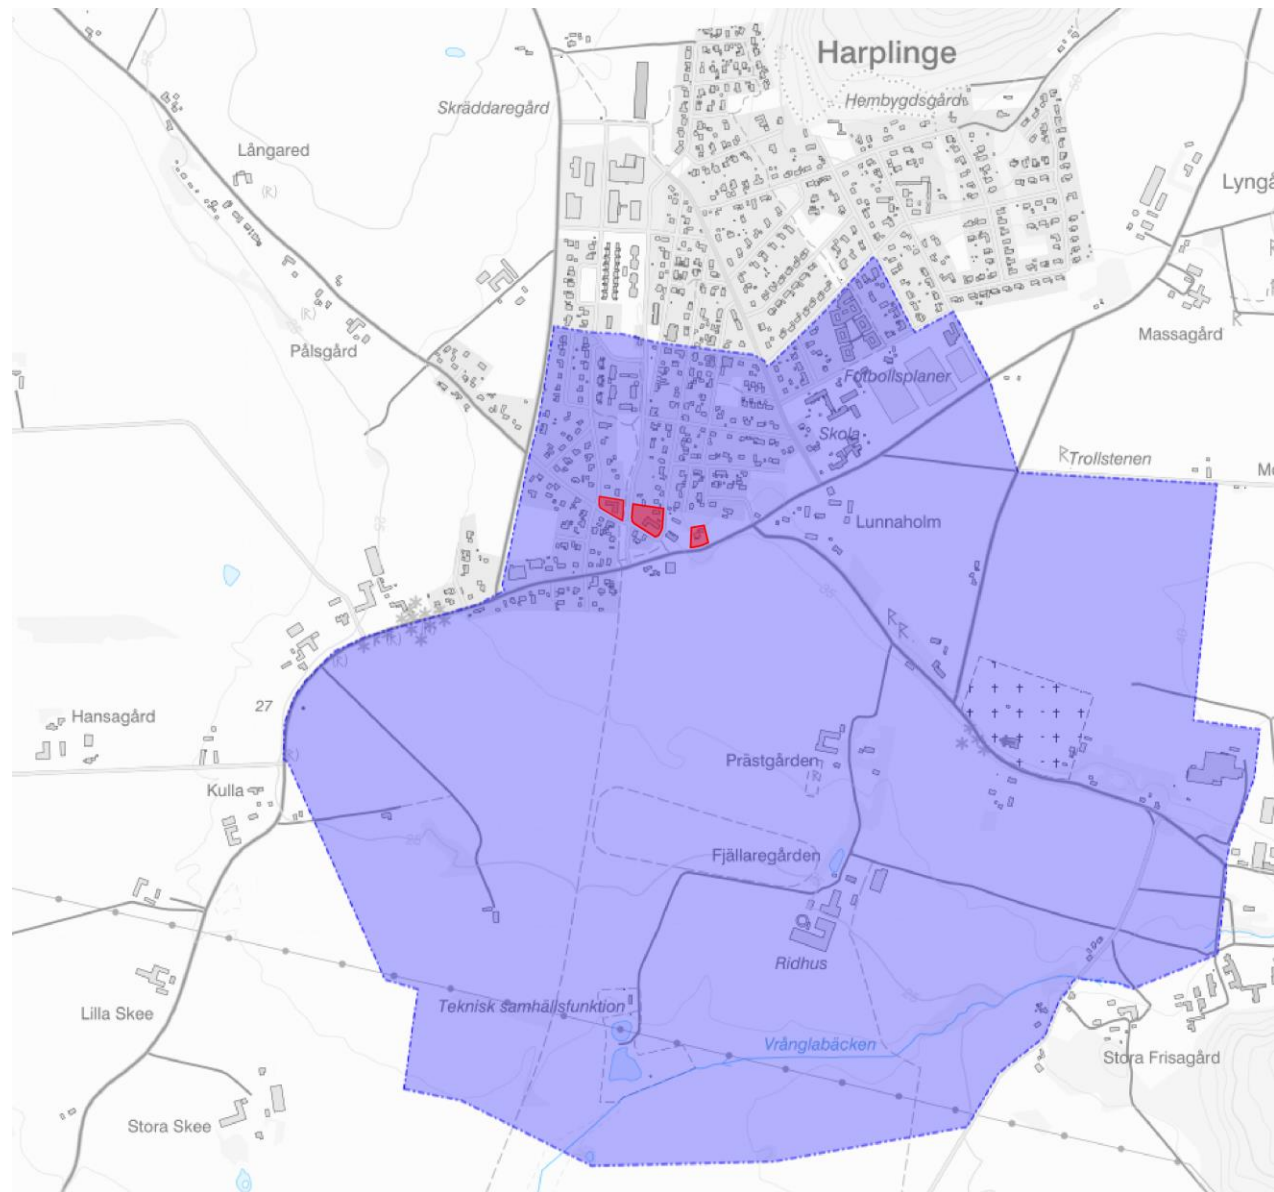 Harplinge
Hembygdsgård
Skräddaregård
Långared
(R)
Lyngå
(R)
Massagård
R
Pålsgård
Fotbollsplaner
Skola
R
Trollstenen
Lunnaholm
(R)
27
Hansagård
Prästgården
R
Kulla
Fjällaregården
Ridhus
Teknisk samhällsfunktion
Lilla Skee
Vrånglabäcken
Stora Frisagård
Stora Skee